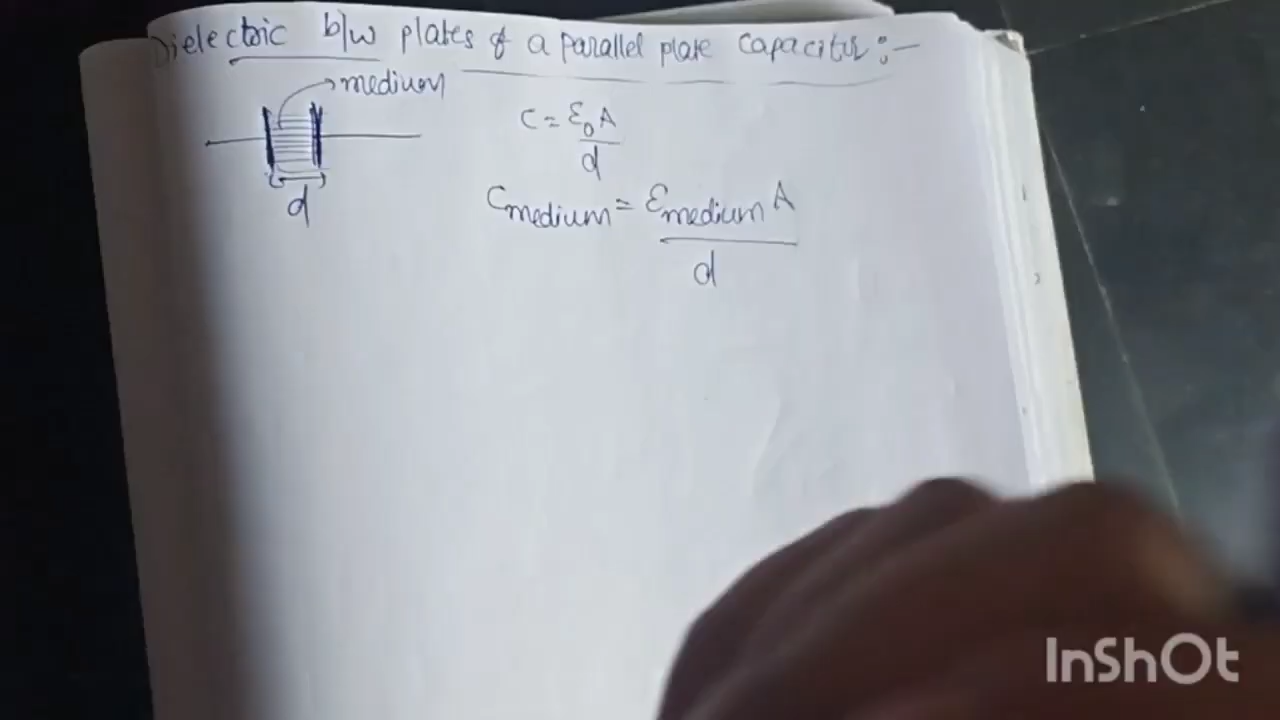 Dielectric b/w plates of a parallel plate capacitor :-
medium
d
C = ε₀A
d
Cmedium = εmedium A
d
InShOt